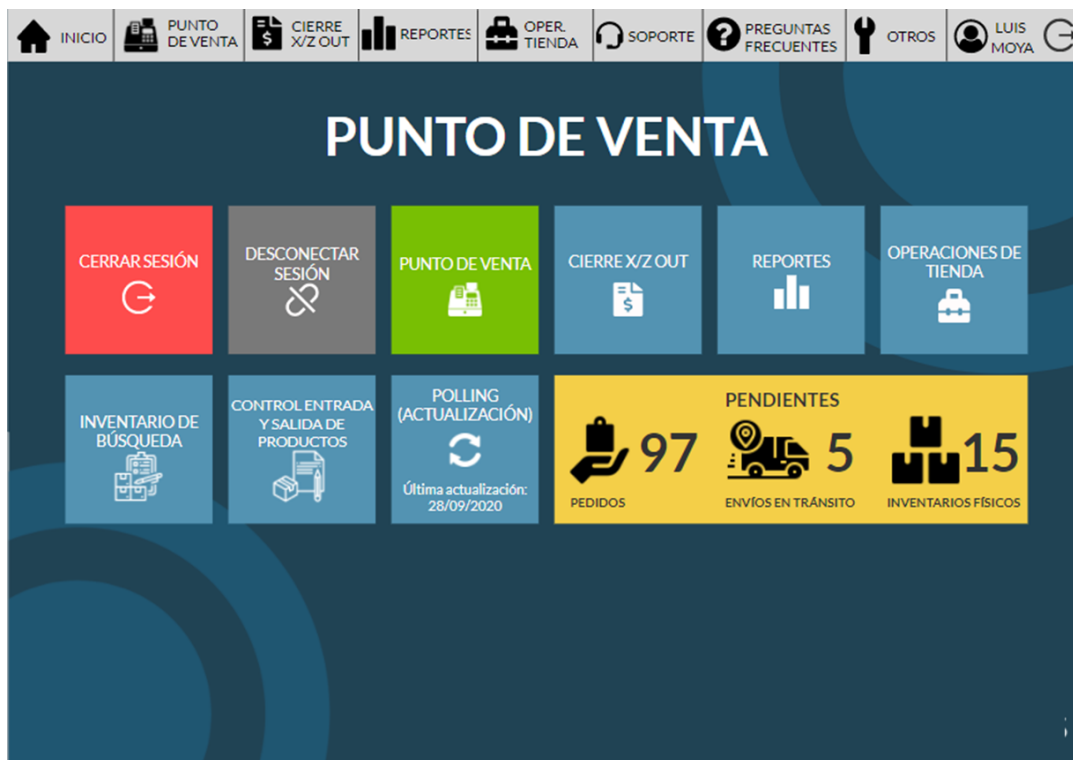 INICIO
PUNTO
DE VENTA
CIERRE
X/Z OUT
REPORTES
OPER.
TIENDA
SOPORTE
PREGUNTAS
FRECUENTES
OTROS
LUIS
MOYA
PUNTO DE VENTA
CERRAR SESIÓN
DESCONECTAR
SESIÓN
PUNTO DE VENTA
CIERRE X/Z OUT
REPORTES
OPERACIONES DE
TIENDA
INVENTARIO DE
BÚSQUEDA
CONTROL ENTRADA
Y SALIDA DE
PRODUCTOS
POLLING
(ACTUALIZACIÓN)
Última actualización:
28/09/2020
PENDIENTES
97
5
15
PEDIDOS
ENVÍOS EN TRÁNSITO
INVENTARIOS FÍSICOS